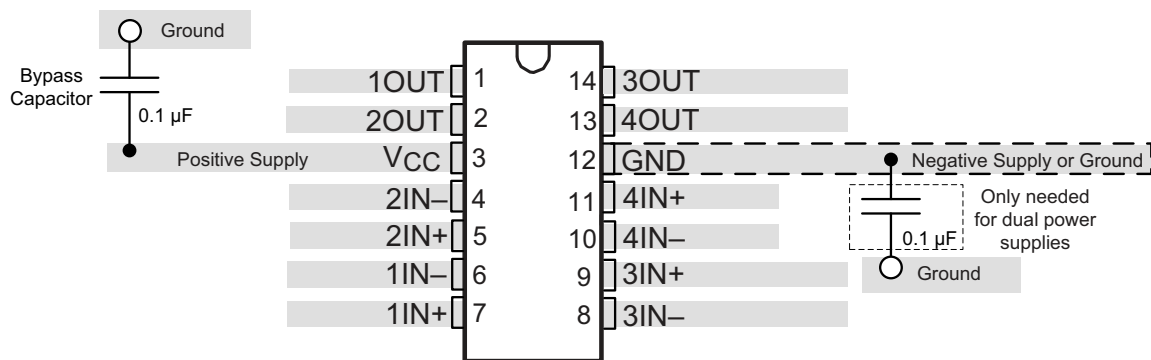 Ground
Bypass
Capacitor
0.1 µF
Positive Supply
1OUT 1
2OUT 2
VCC 3
2IN– 4
2IN+ 5
1IN– 6
1IN+ 7
14 3OUT
13 4OUT
12 GND
11 4IN+
10 4IN–
9 3IN+
8 3IN–
Negative Supply or Ground
Only needed
for dual power
supplies
0.1 µF
Ground